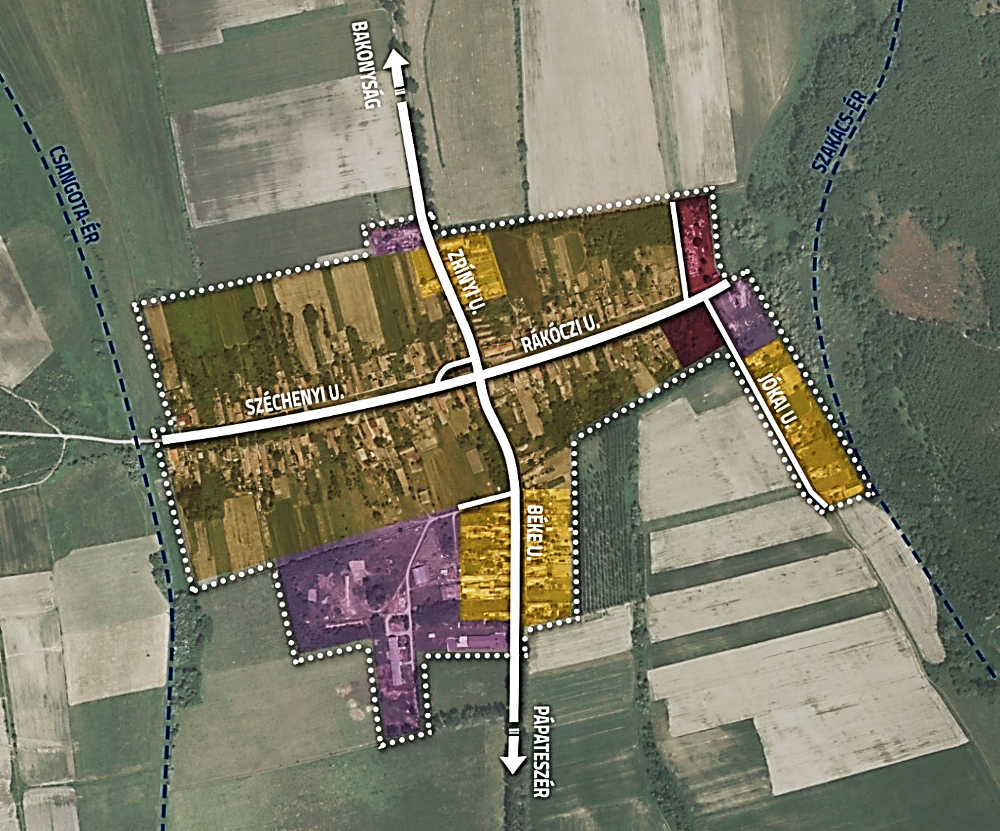 BAKONYSÁG
SZAKÁCS-ÉR
CSANGOTA-ÉR
ZRÍNYI U.
RÁKÓCZI U.
SZÉCHENYI U.
JÓKAI U.
BÉKE U.
PÁPATESZÉR